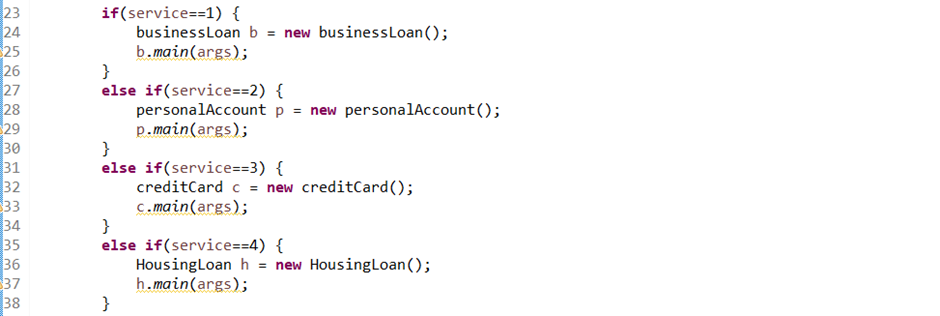 23 if(service==1) {
24 businessLoan b = new businessLoan();
25 b.main(args);
26 }
27 else if(service==2) {
28 personalAccount p = new personalAccount();
29 p.main(args);
30 }
31 else if(service==3) {
32 creditCard c = new creditCard();
33 c.main(args);
34 }
35 else if(service==4) {
36 HousingLoan h = new HousingLoan();
37 h.main(args);
38 }